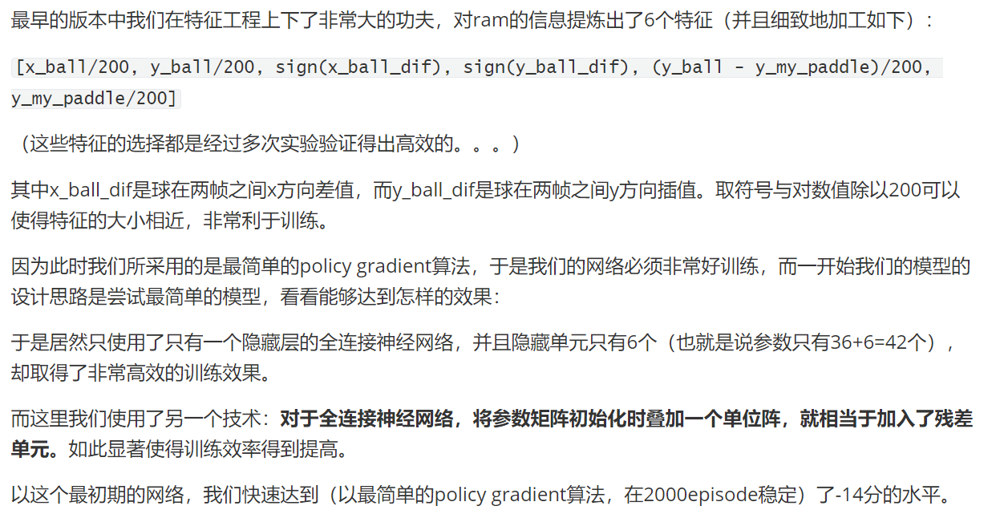 最早的版本中我们在特征工程上下了非常大的功夫，对ram的信息提炼出了6个特征（并且细致地加工如下）：
[x_ball/200, y_ball/200, sign(x_ball_dif), sign(y_ball_dif), (y_ball - y_my_paddle)/200,
y_my_paddle/200]
（这些特征的选择都是经过多次实验验证得出高效的。。。）
其中x_ball_dif是球在两帧之间x方向差值，而y_ball_dif是球在两帧之间y方向插值。取符号与对数值除以200可以
使得特征的大小相近，非常利于训练。
因为此时我们所采用的是最简单的policy gradient算法，于是我们的网络必须非常好训练，而一开始我们的模型的
设计思路是尝试最简单的模型，看看能够达到怎样的效果：
于是居然只使用了只有一个隐藏层的全连接神经网络，并且隐藏单元只有6个（也就是说参数只有36+6=42个），
却取得了非常高效的训练效果。
而这里我们使用了另一个技术：对于全连接神经网络，将参数矩阵初始化时叠加一个单位阵，就相当于加入了残差
单元。如此显著使得训练效率得到提高。
以这个最初期的网络，我们快速达到（以最简单的policy gradient算法，在2000episode稳定）了-14分的水平。